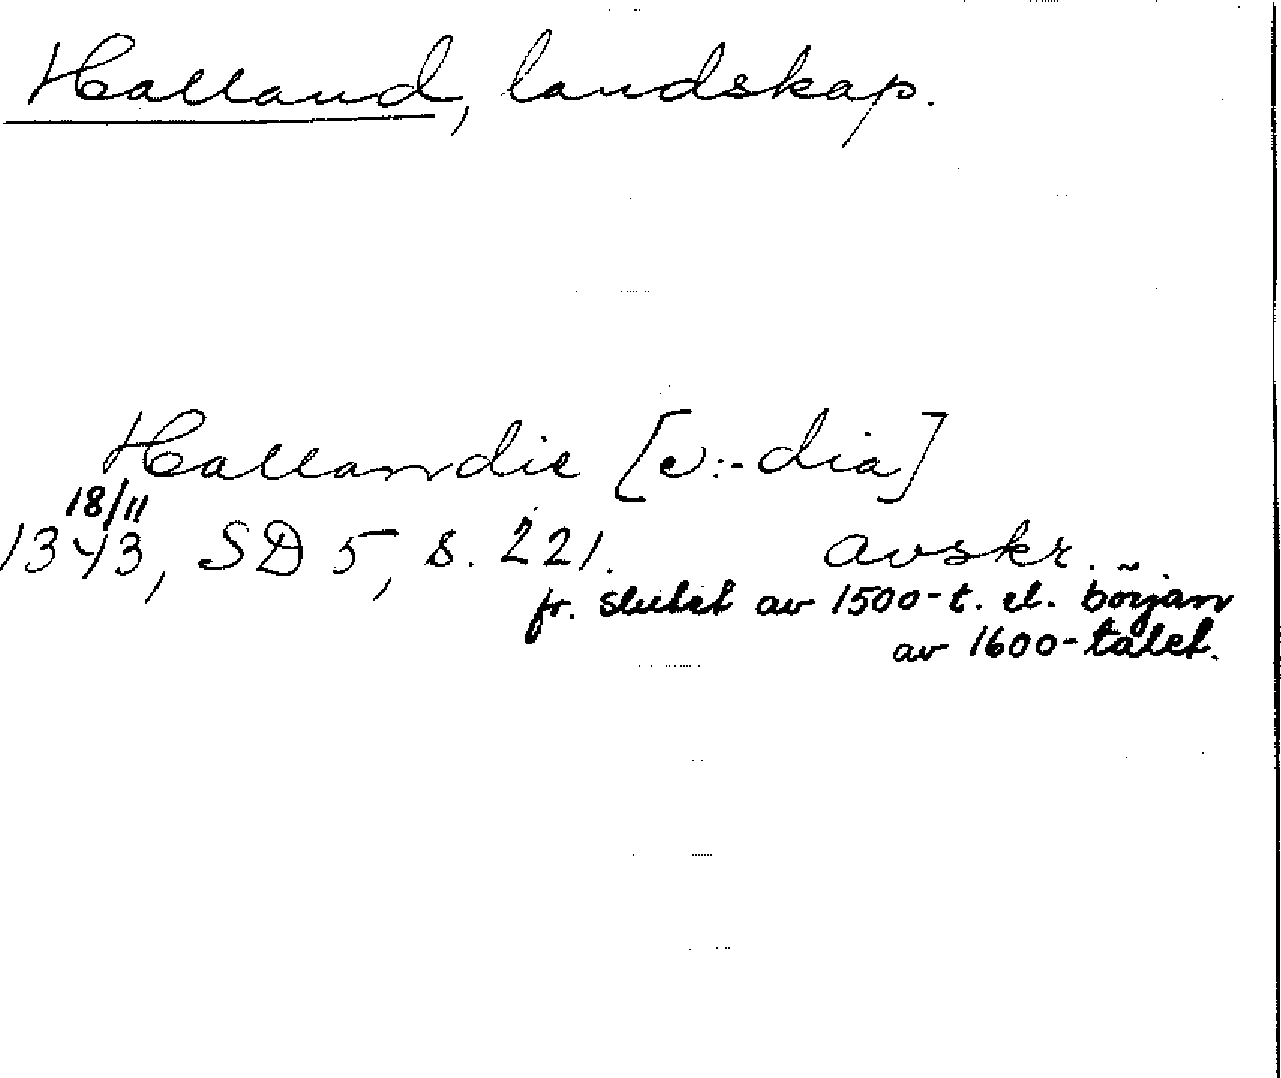 Halland, landskap.
Hallandie [v:-dia]
18/11
1343, SD 5, s. 221. avskr.
fr. slutet av 1500-t. el. början
av 1600-talet.